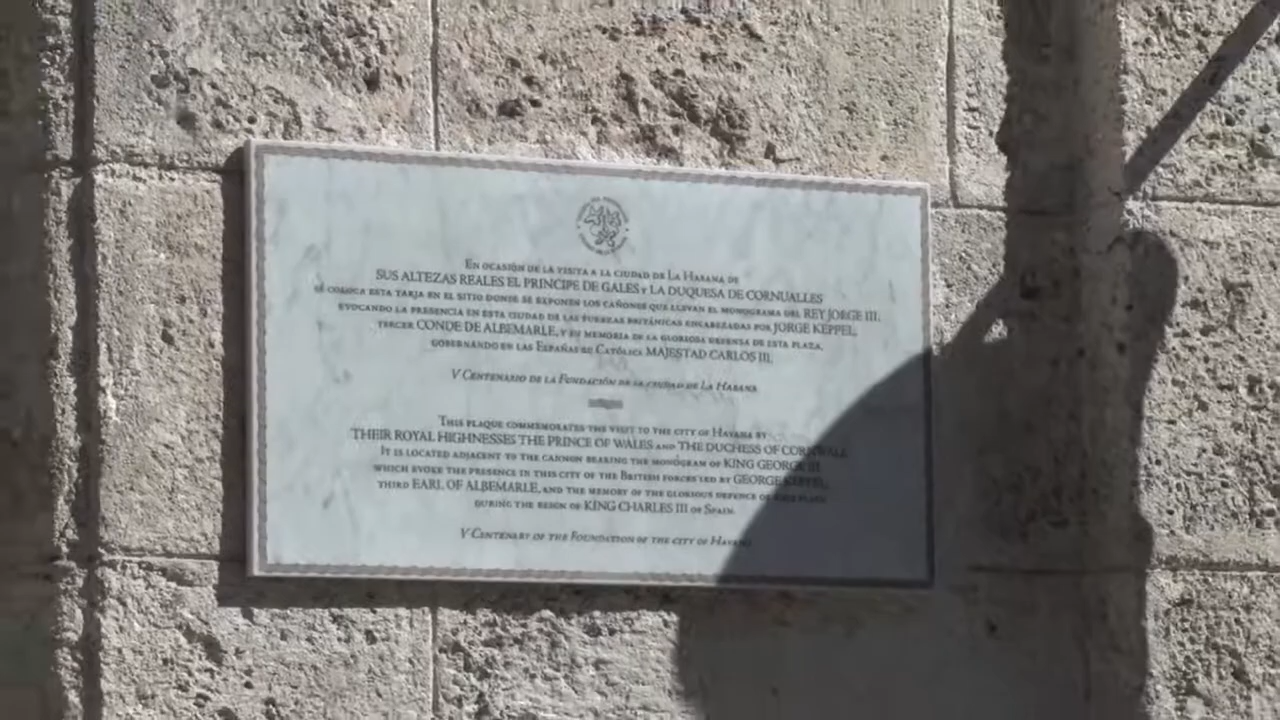 En ocasión de la visita a la ciudad de La Habana de
SUS ALTEZAS REALES EL PRINCIPE DE GALES y LA DUQUESA DE CORNUALLES
se coloca esta tarja en el sitio donde se exponen los cañones que llevan el monograma del REY JORGE III,
evocando la presencia en esta ciudad de las fuerzas británicas encabezadas por JORGE KEPPEL,
tercer CONDE DE ALBEMARLE, y su memoria de la gloriosa defensa de esta plaza,
gobernando en las Españas su Católica MAJESTAD CARLOS III.
V Centenario de la Fundación de la ciudad de La Habana
This plaque commemorates the visit to the city of Havana by
THEIR ROYAL HIGHNESSES THE PRINCE OF WALES and THE DUCHESS OF CORNWALL
It is located adjacent to the cannon bearing the monogram of KING GEORGE III
which evoke the presence in this city of the British forces led by GEORGE KEPPEL,
third EARL OF ALBEMARLE, and the memory of the glorious defence of this plaza
during the reign of KING CHARLES III of Spain.
V Centenary of the Foundation of the city of Havana